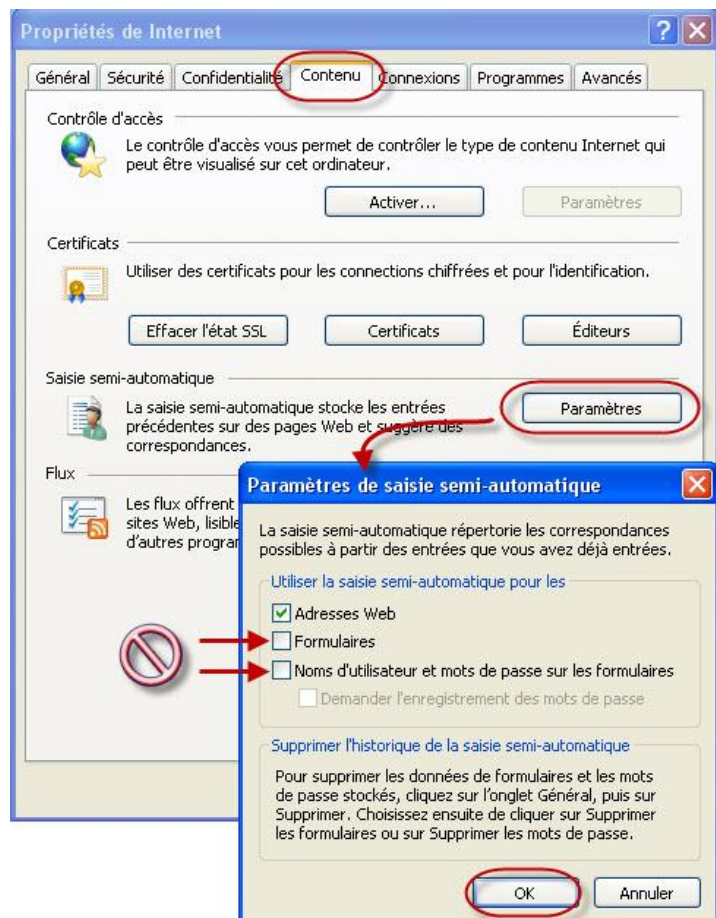 Propriétés de Internet
Général Sécurité Confidentialité Contenu Connexions Programmes Avancés
Contrôle d'accès
Le contrôle d'accès vous permet de contrôler le type de contenu Internet qui
peut être visualisé sur cet ordinateur.
Activer... Paramètres
Certificats
Utiliser des certificats pour les connections chiffrées et pour l'identification.
Effacer l'état SSL Certificats Éditeurs
Saisie semi-automatique
La saisie semi-automatique stocke les entrées
précédentes sur des pages Web et suggère des
correspondances.
Paramètres
Flux
Les flux offrent
sites Web, lisible
d'autres program
Paramètres de saisie semi-automatique
La saisie semi-automatique répertorie les correspondances
possibles à partir des entrées que vous avez déjà entrées.
Utiliser la saisie semi-automatique pour les
Adresses Web
Formulaires
Noms d'utilisateur et mots de passe sur les formulaires
Demander l'enregistrement des mots de passe
Supprimer l'historique de la saisie semi-automatique
Pour supprimer les données de formulaires et les mots
de passe stockés, cliquez sur l'onglet Général, puis sur
Supprimer. Choisissez ensuite de cliquer sur Supprimer
les formulaires ou sur Supprimer les mots de passe.
OK Annuler